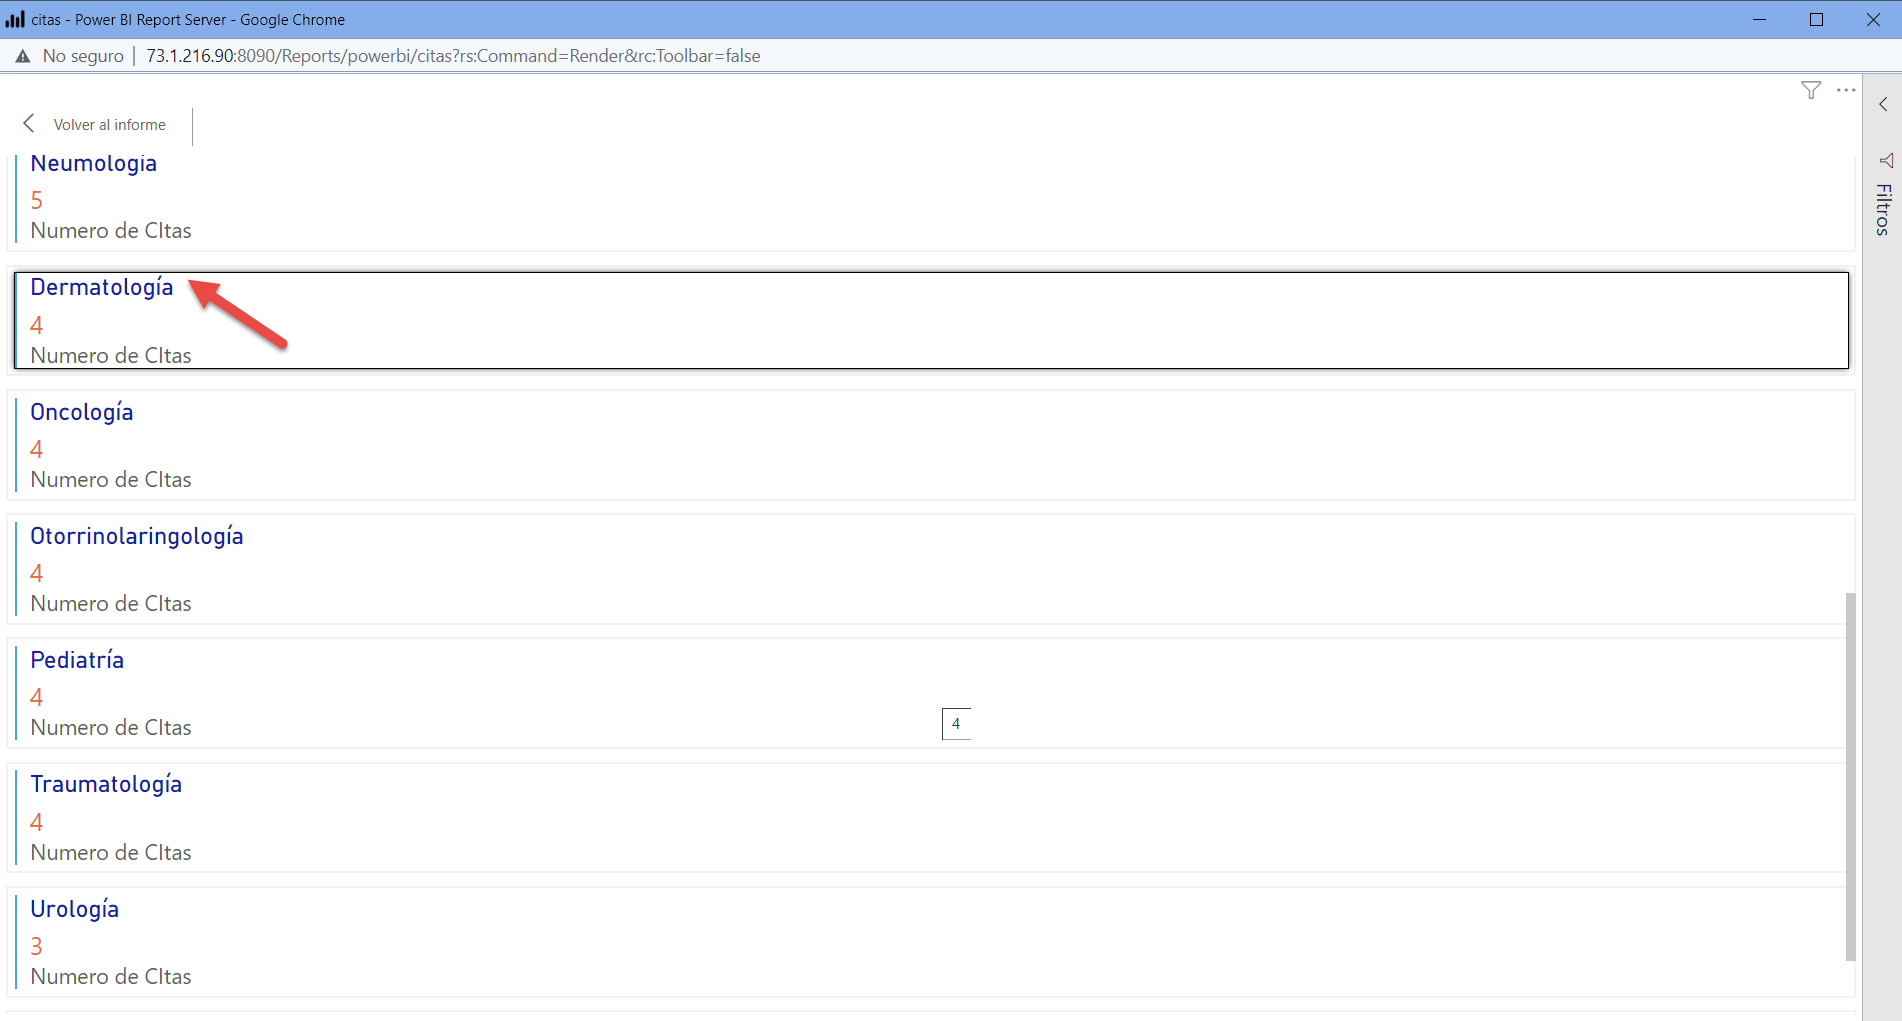 citas - Power BI Report Server - Google Chrome
No seguro | 73.1.216.90:8090/Reports/powerbi/citas?rs:Command=Render&rc:Toolbar=false
Volver al informe
Filtros
Neumología
5
Numero de CItas
Dermatología
4
Numero de CItas
Oncología
4
Numero de CItas
Otorrinolaringología
4
Numero de CItas
Pediatría
4
Numero de CItas
4
Traumatología
4
Numero de CItas
Urología
3
Numero de CItas